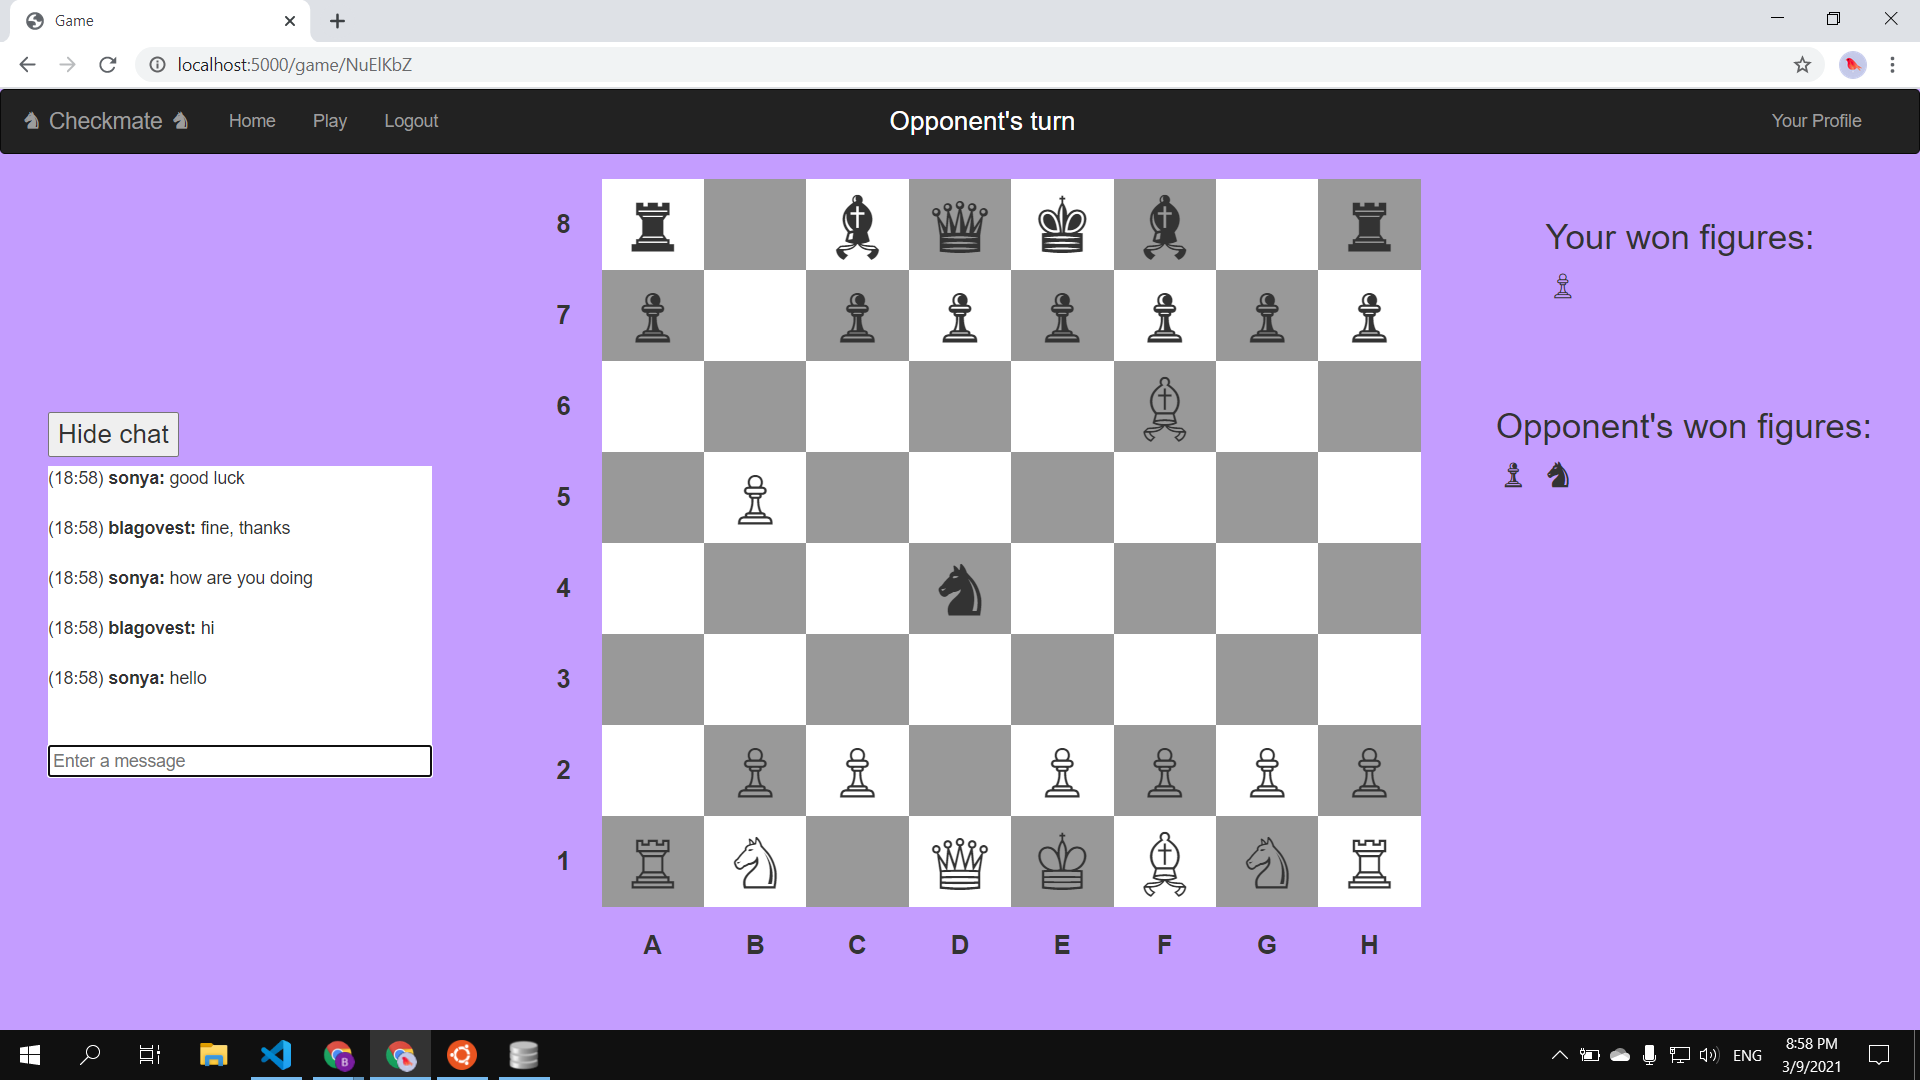 Game
localhost:5000/game/NuElKbZ
♞ Checkmate ♞ Home Play Logout Opponent's turn Your Profile
8
7
6
5
4
3
2
1
A B C D E F G H
Your won figures:
Opponent's won figures:
Hide chat
(18:58) sonya: good luck
(18:58) blagovest: fine, thanks
(18:58) sonya: how are you doing
(18:58) blagovest: hi
(18:58) sonya: hello
Enter a message
B
ENG
8:58 PM
3/9/2021